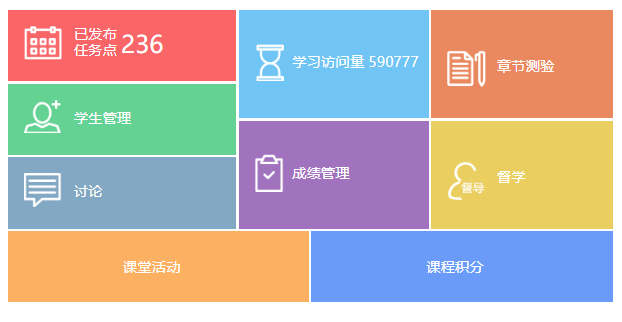 已发布
任务点 236
学习访问量 590777
章节测验
学生管理
成绩管理
督导 督学
讨论
课堂活动
课程积分